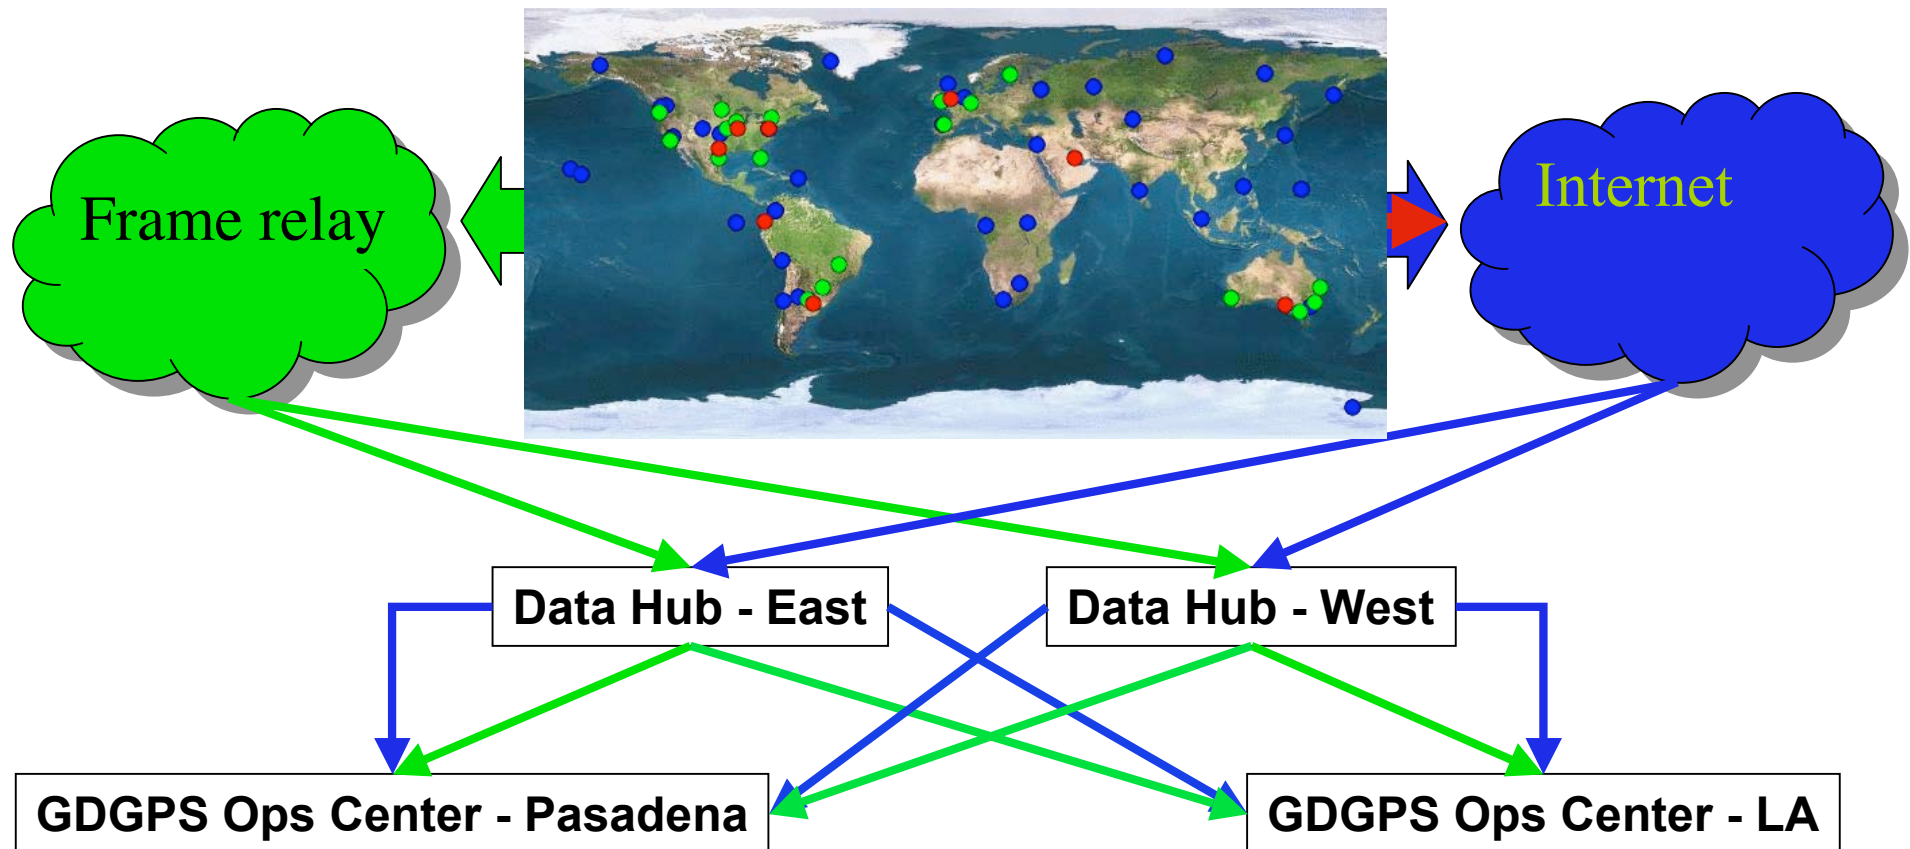 Frame relay
Internet
Data Hub - East
Data Hub - West
GDGPS Ops Center - Pasadena
GDGPS Ops Center - LA